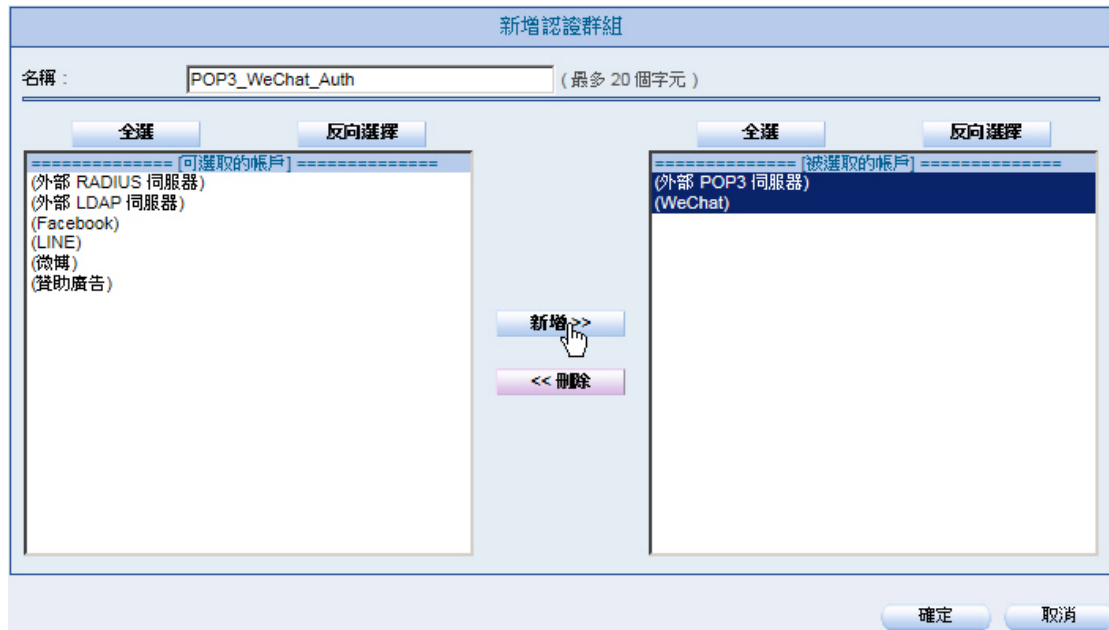 新增認證群組
名稱 : POP3_WeChat_Auth ( 最多 20 個字元 )
全選 反向選擇
============== [可選取的帳戶] ==============
(外部 RADIUS 伺服器)
(外部 LDAP 伺服器)
(Facebook)
(LINE)
(微博)
(贊助廣告)
新增 >>
<< 刪除
全選 反向選擇
============== [被選取的帳戶] ==============
(外部 POP3 伺服器)
(WeChat)
確定 取消